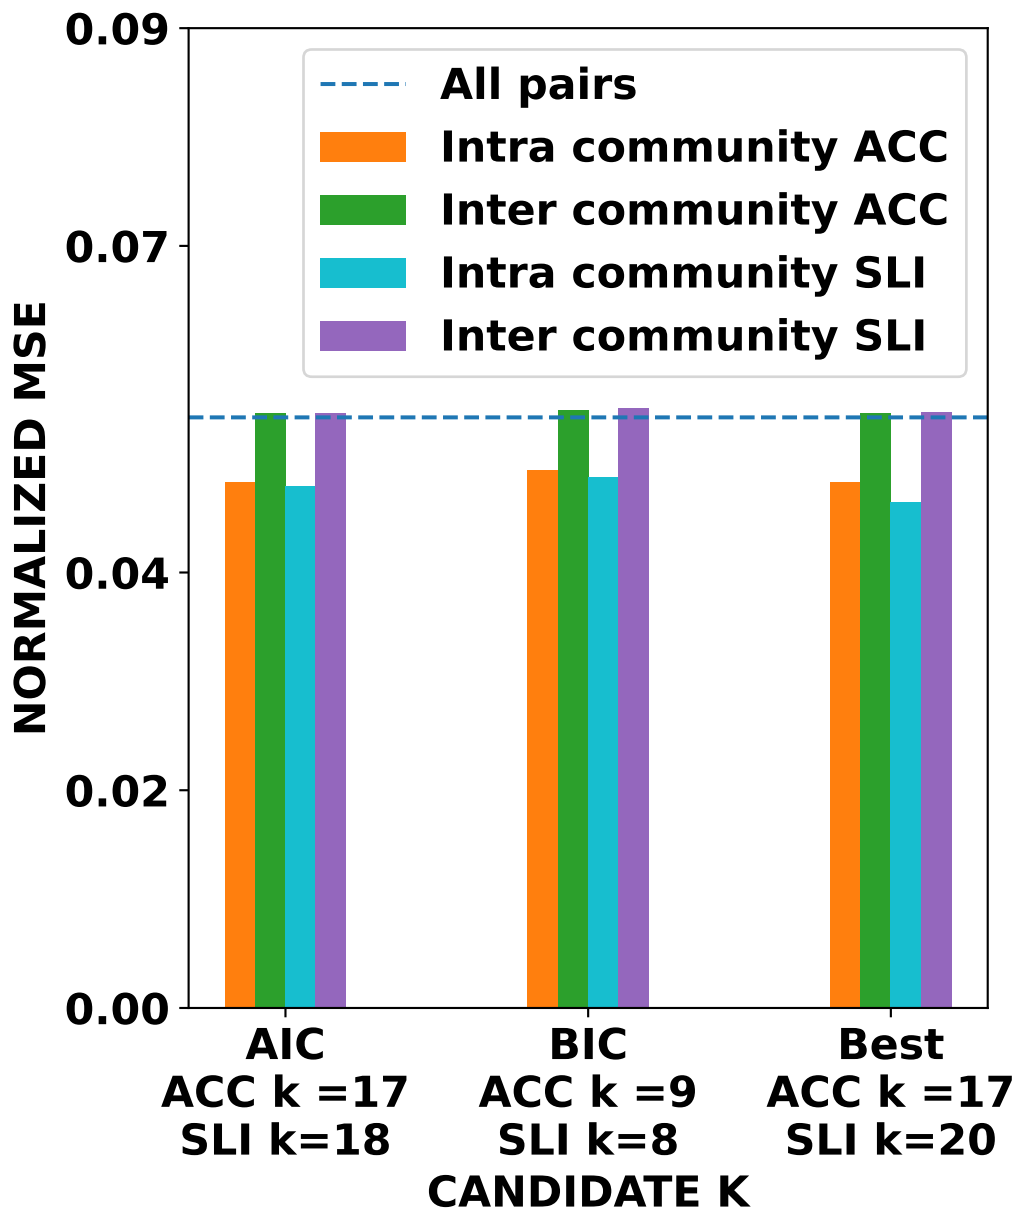 0.09
0.07
0.04
0.02
0.00
NORMALIZED MSE
All pairs
Intra community ACC
Inter community ACC
Intra community SLI
Inter community SLI
AIC
ACC k =17
SLI k=18
BIC
ACC k =9
SLI k=8
Best
ACC k =17
SLI k=20
CANDIDATE K